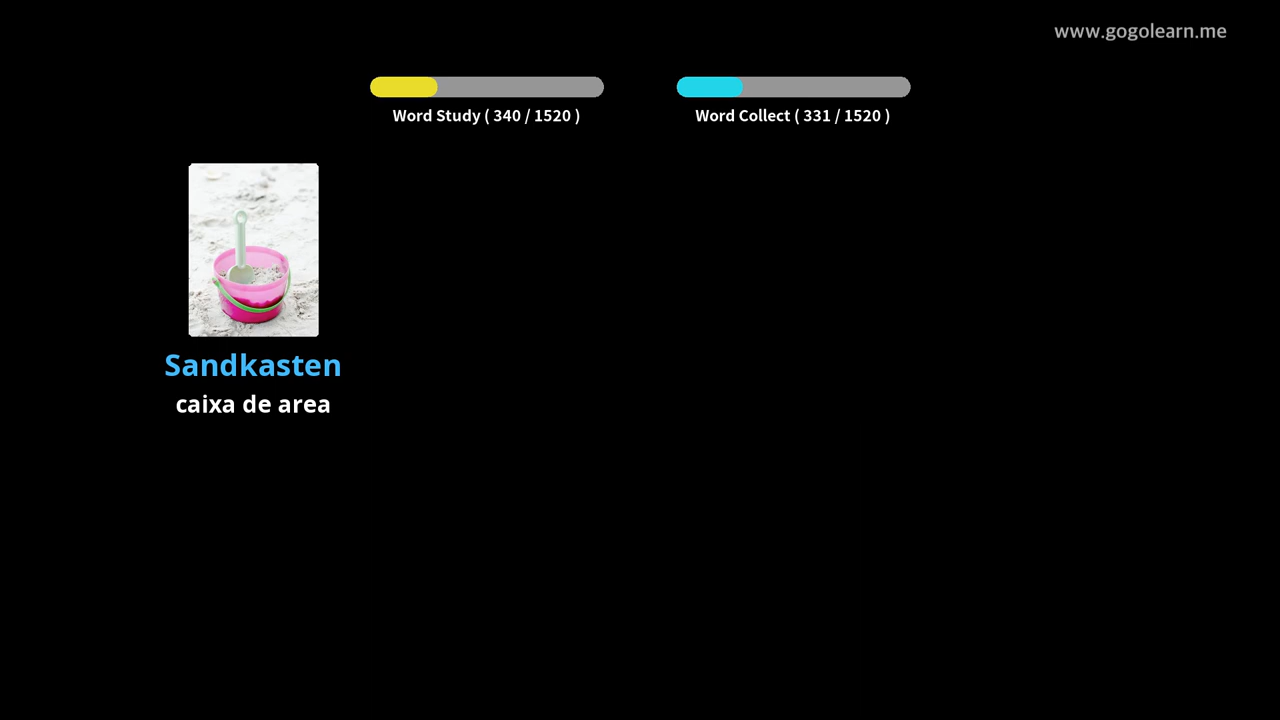 www.gogolearn.me
Word Study ( 340 / 1520 )
Word Collect ( 331 / 1520 )
Sandkasten
caixa de area